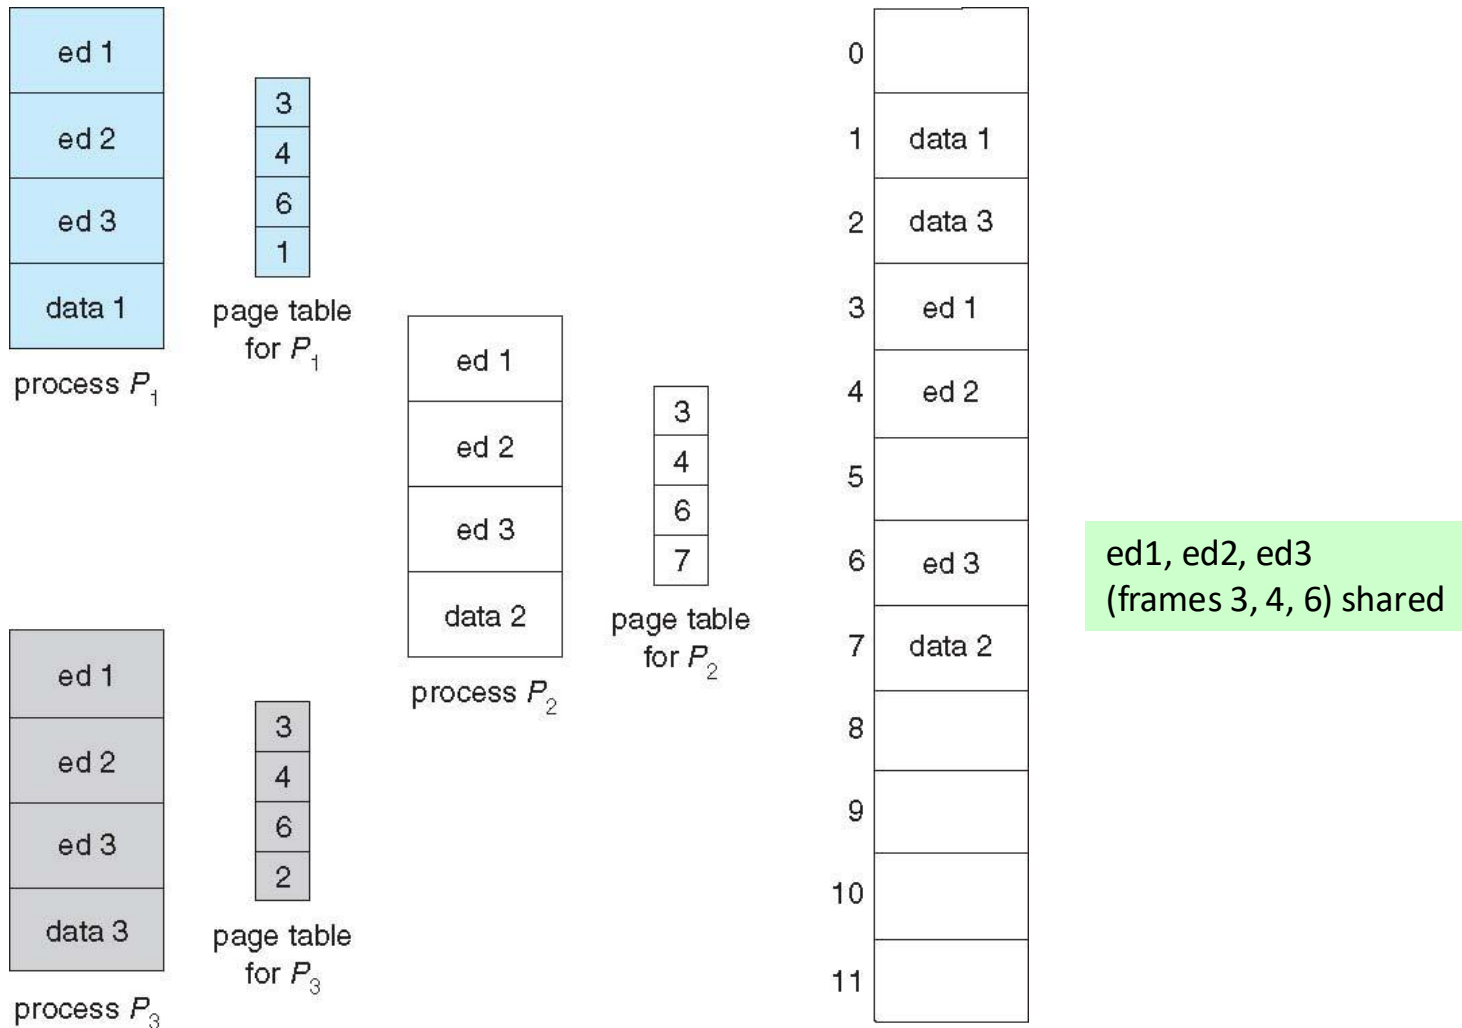 ed 1
ed 2
ed 3
data 1
process P₁
3
4
6
1
page table
for P₁
ed 1
ed 2
ed 3
data 2
process P₂
3
4
6
7
page table
for P₂
ed 1
ed 2
ed 3
data 3
process P₃
3
4
6
2
page table
for P₃
0
1 data 1
2 data 3
3 ed 1
4 ed 2
5
6 ed 3
7 data 2
8
9
10
11
ed1, ed2, ed3
(frames 3, 4, 6) shared